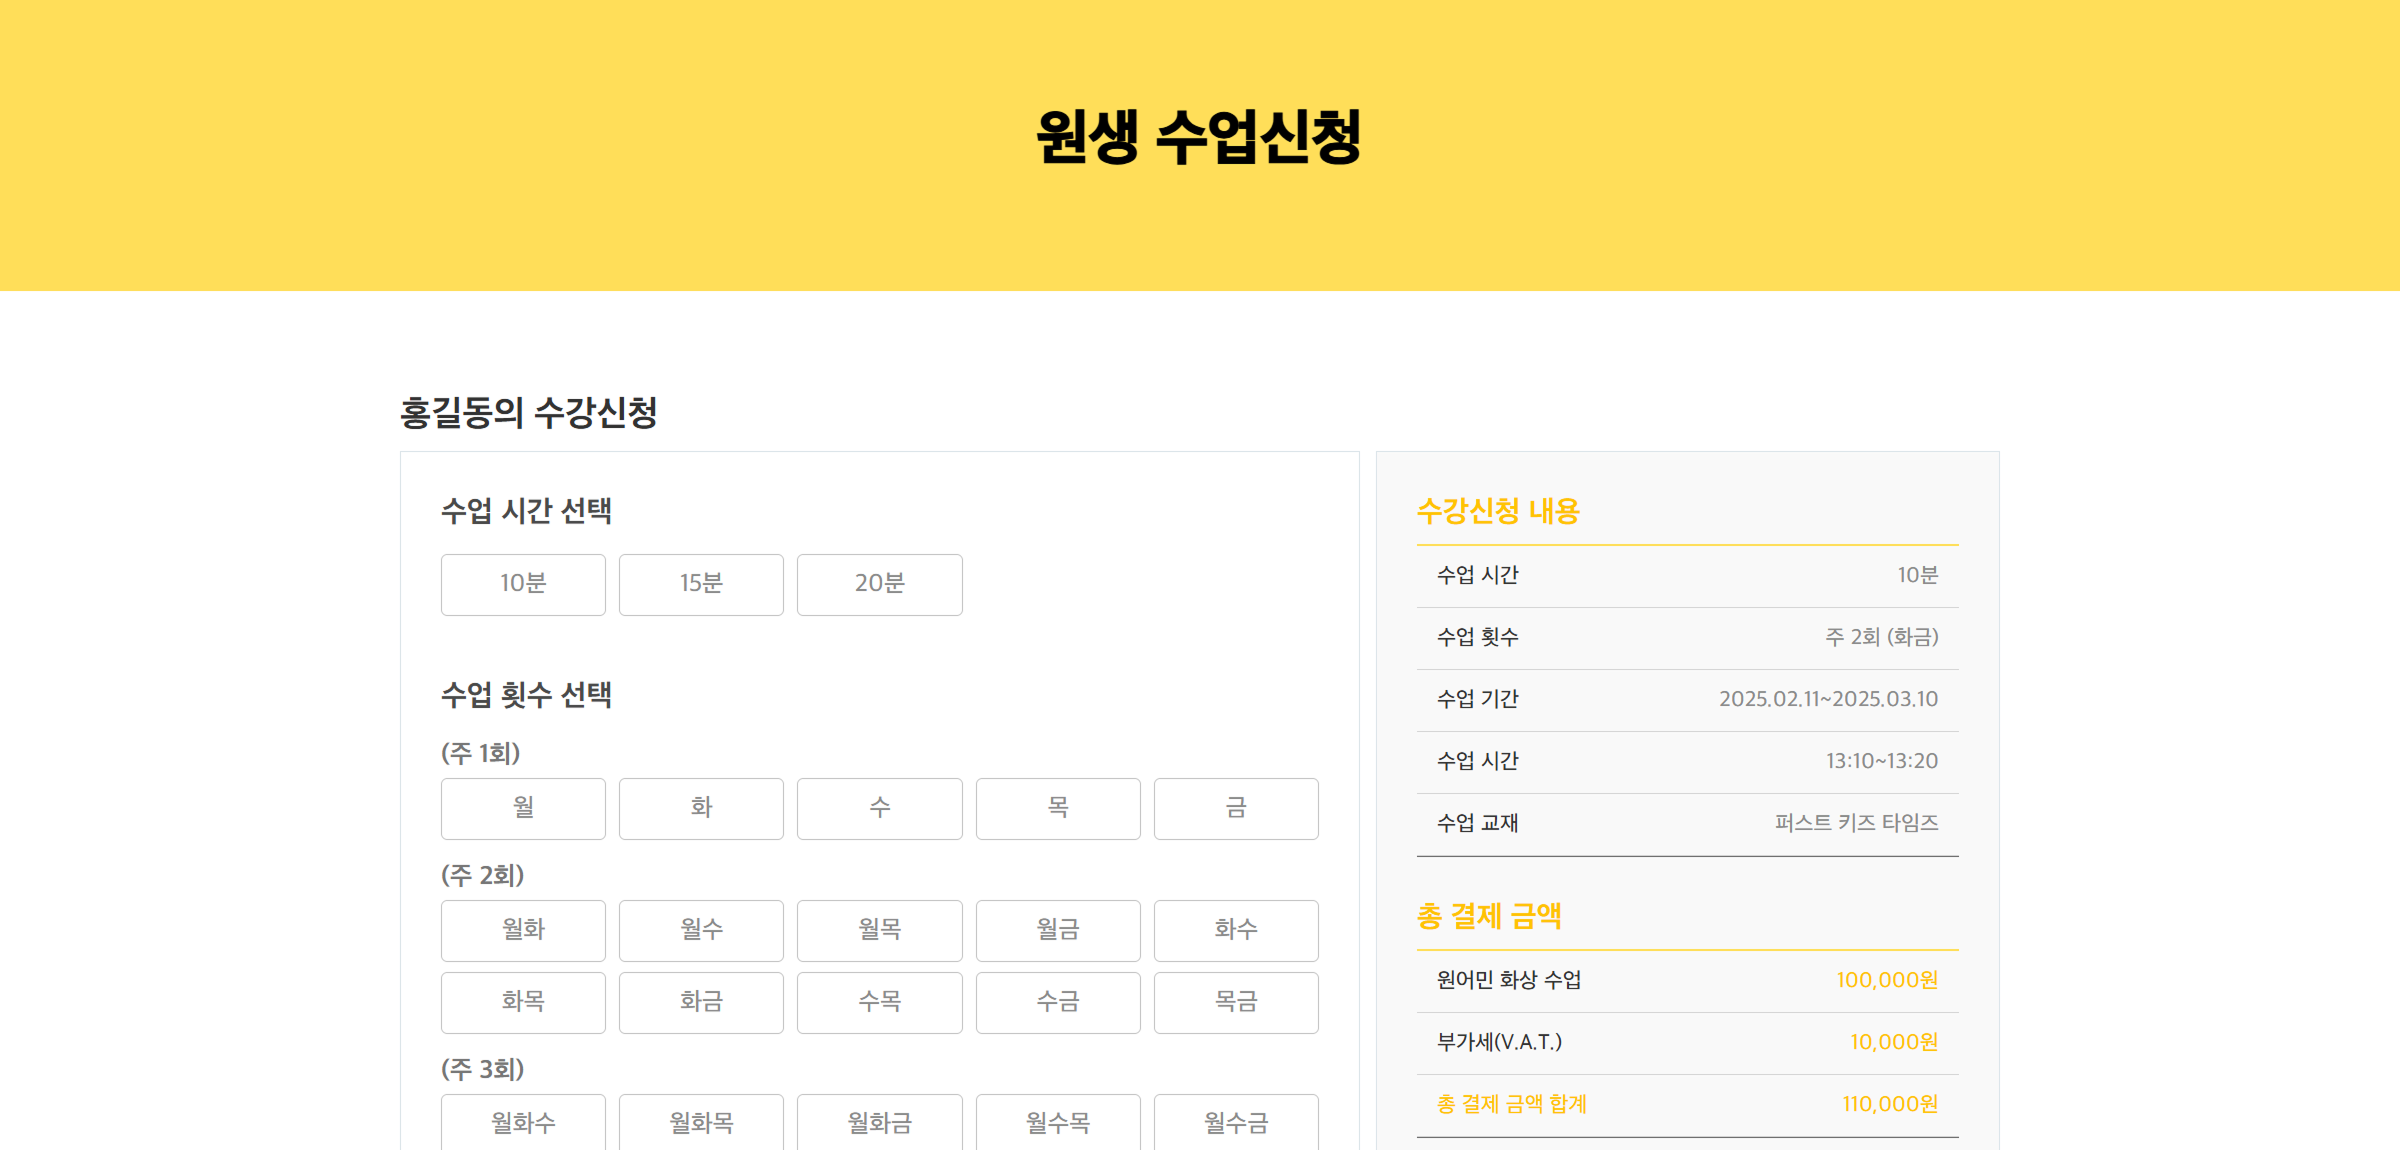 원생 수업신청
홍길동의 수강신청
수업 시간 선택
10분 15분 20분
수업 횟수 선택
(주 1회)
월 화 수 목 금
(주 2회)
월화 월수 월목 월금 화수
화목 화금 수목 수금 목금
(주 3회)
월화수 월화목 월화금 월수목 월수금
수강신청 내용
수업 시간 10분
수업 횟수 주 2회 (화금)
수업 기간 2025.02.11~2025.03.10
수업 시간 13:10~13:20
수업 교재 퍼스트 키즈 타임즈
총 결제 금액
원어민 화상 수업 100,000원
부가세(V.A.T.) 10,000원
총 결제 금액 합계 110,000원